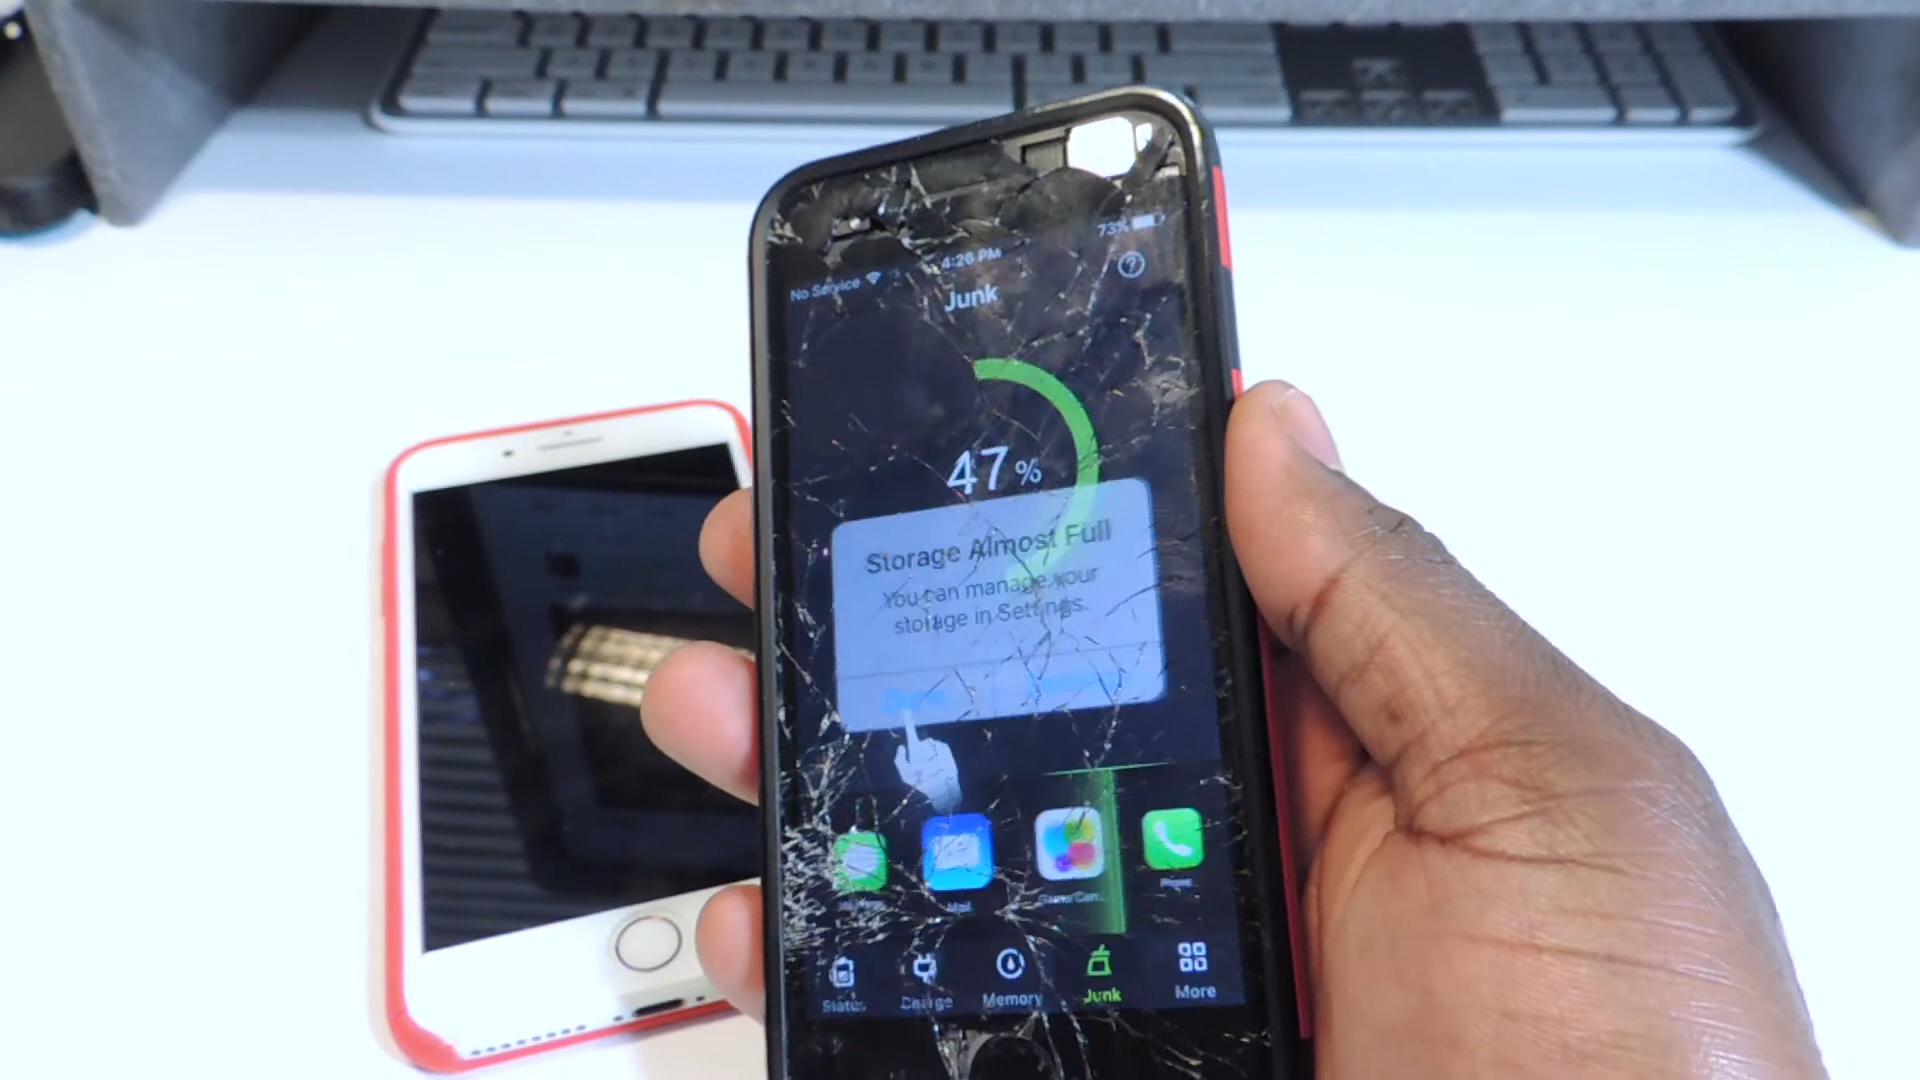 73%
4:26 PM
No Service
Junk
47 %
Storage Almost Full
You can manage your
storage in Settings.
Mail
Phone
Status
Charge
Memory
Junk
More